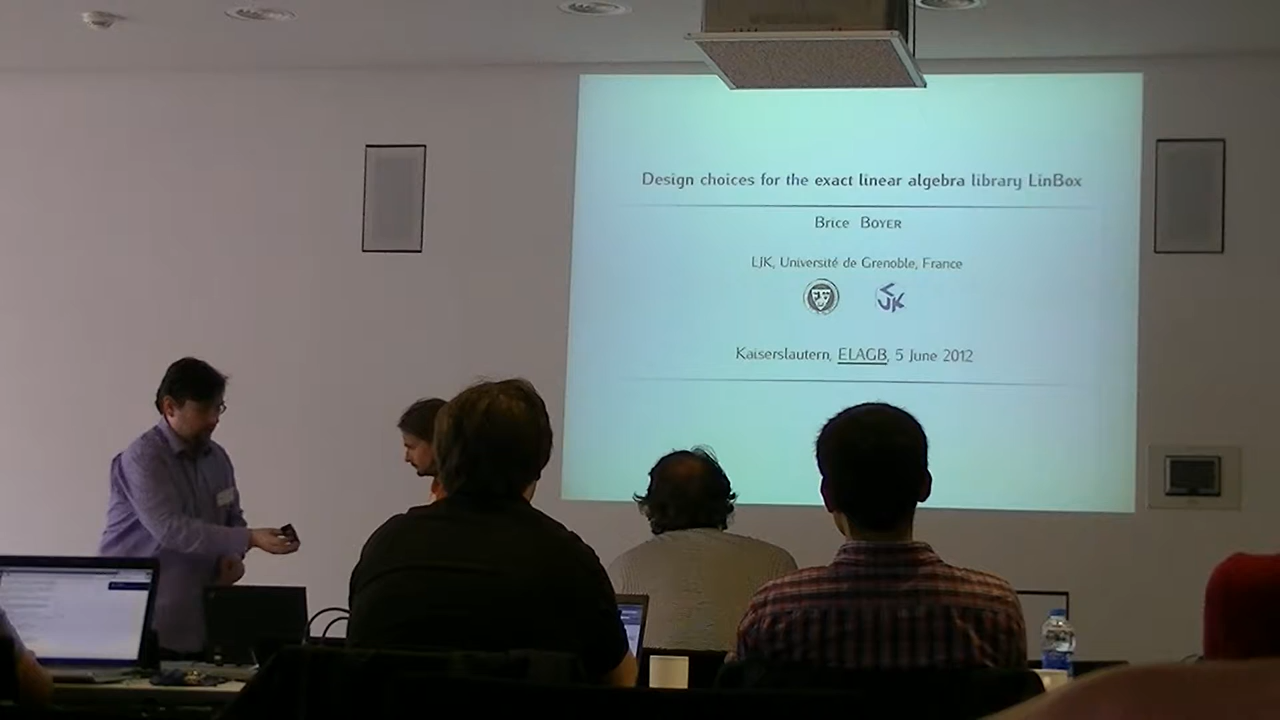 Design choices for the exact linear algebra library LinBox
Brice BOYER
LJK, Université de Grenoble, France
LJK
Kaiserslautern, ELAGB, 5 June 2012